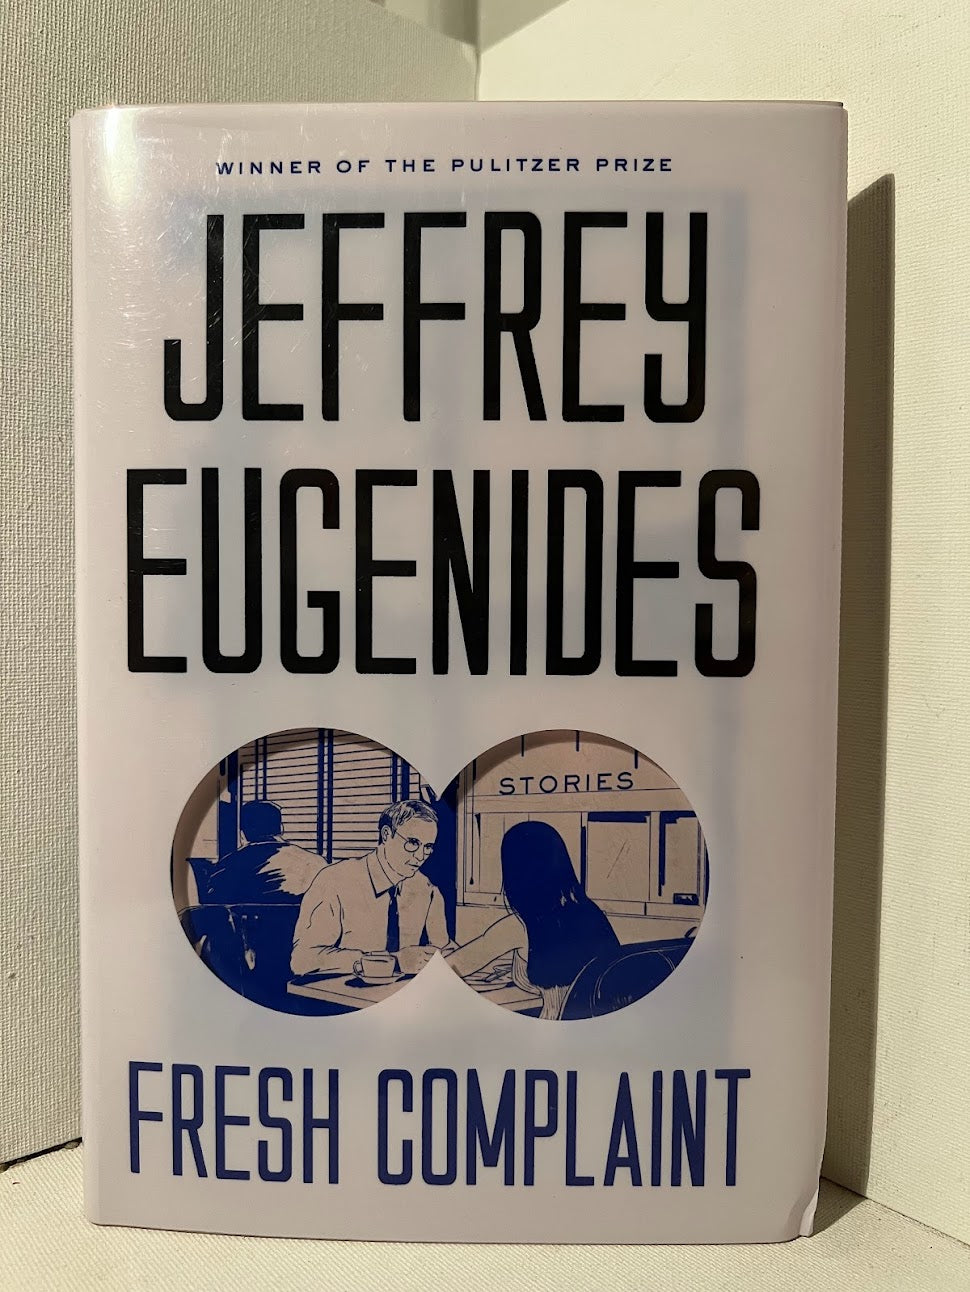 WINNER OF THE PULITZER PRIZE
JEFFREY
EUGENIDES
STORIES
FRESH COMPLAINT